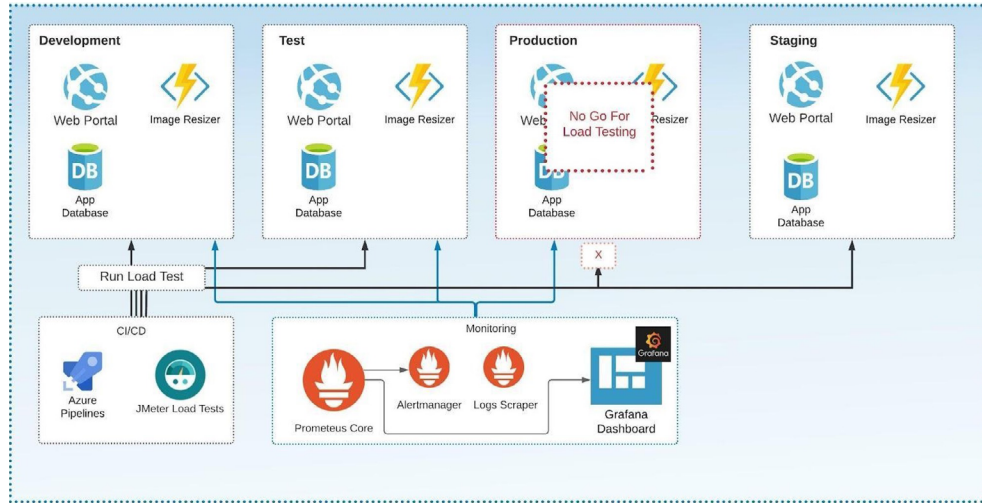 Development
Web Portal
Image Resizer
DB
App
Database
Test
Web Portal
Image Resizer
DB
App
Database
Production
No Go For
Load Testing
App
Database
Staging
Web Portal
Image Resizer
DB
App
Database
X
Run Load Test
CI/CD
Azure
Pipelines
JMeter Load Tests
Monitoring
Prometheus Core
Alertmanager
Logs Scraper
Grafana
Grafana
Dashboard